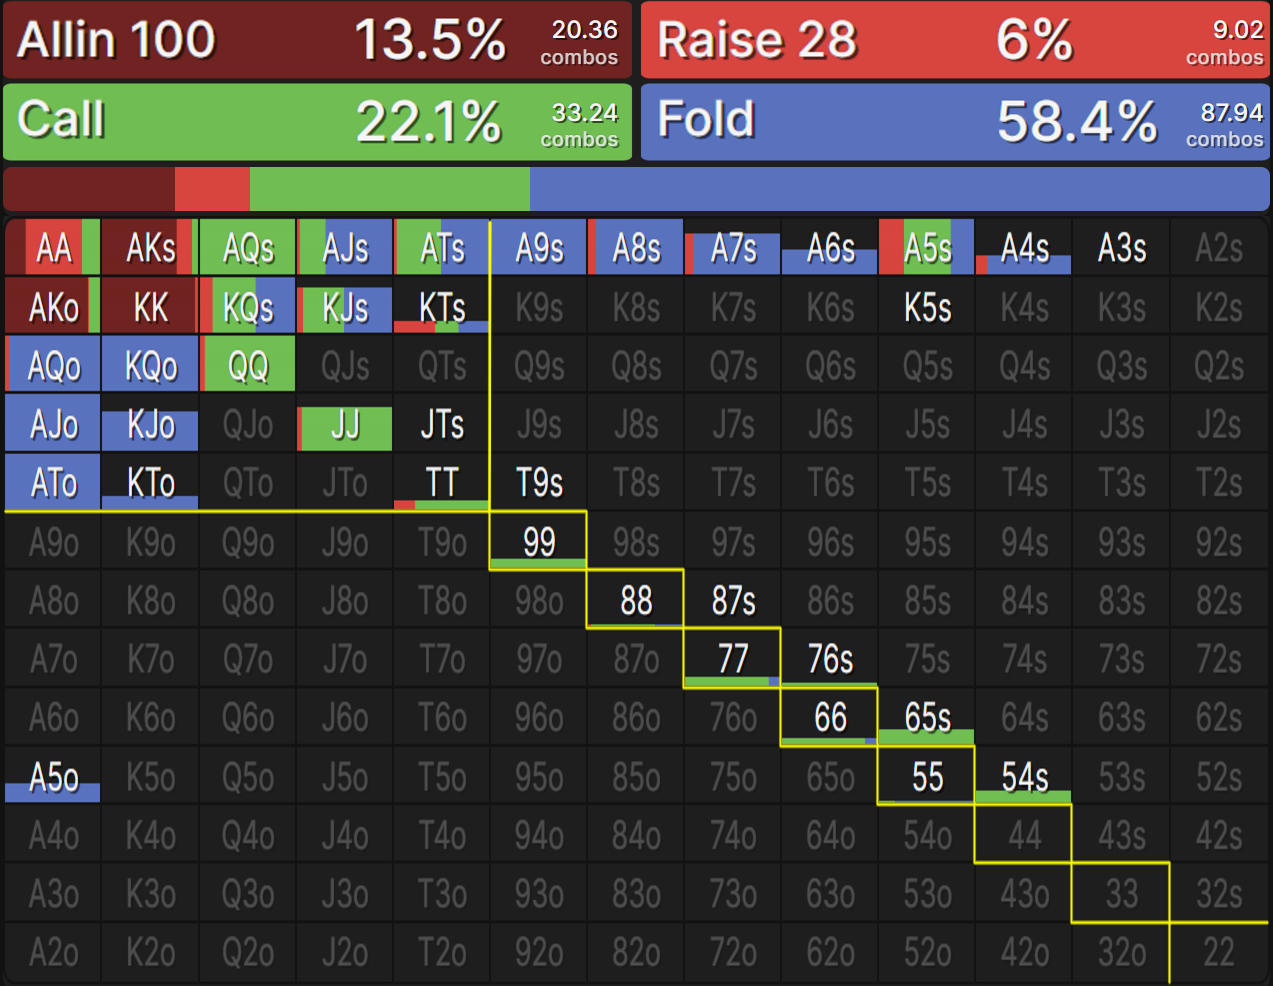 Allin 100 13.5% 20.36 combos
Raise 28 6% 9.02 combos
Call 22.1% 33.24 combos
Fold 58.4% 87.94 combos
AA AKs AQs AJs ATs A9s A8s A7s A6s A5s A4s A3s A2s
AKo KK KQs KJs KTs K9s K8s K7s K6s K5s K4s K3s K2s
AQo KQo QQ QJs QTs Q9s Q8s Q7s Q6s Q5s Q4s Q3s Q2s
AJo KJo QJo JJ JTs J9s J8s J7s J6s J5s J4s J3s J2s
ATo KTo QTo JTo TT T9s T8s T7s T6s T5s T4s T3s T2s
A9o K9o Q9o J9o T9o 99 98s 97s 96s 95s 94s 93s 92s
A8o K8o Q8o J8o T8o 98o 88 87s 86s 85s 84s 83s 82s
A7o K7o Q7o J7o T7o 97o 87o 77 76s 75s 74s 73s 72s
A6o K6o Q6o J6o T6o 96o 86o 76o 66 65s 64s 63s 62s
A5o K5o Q5o J5o T5o 95o 85o 75o 65o 55 54s 53s 52s
A4o K4o Q4o J4o T4o 94o 84o 74o 64o 54o 44 43s 42s
A3o K3o Q3o J3o T3o 93o 83o 73o 63o 53o 43o 33 32s
A2o K2o Q2o J2o T2o 92o 82o 72o 62o 52o 42o 32o 22